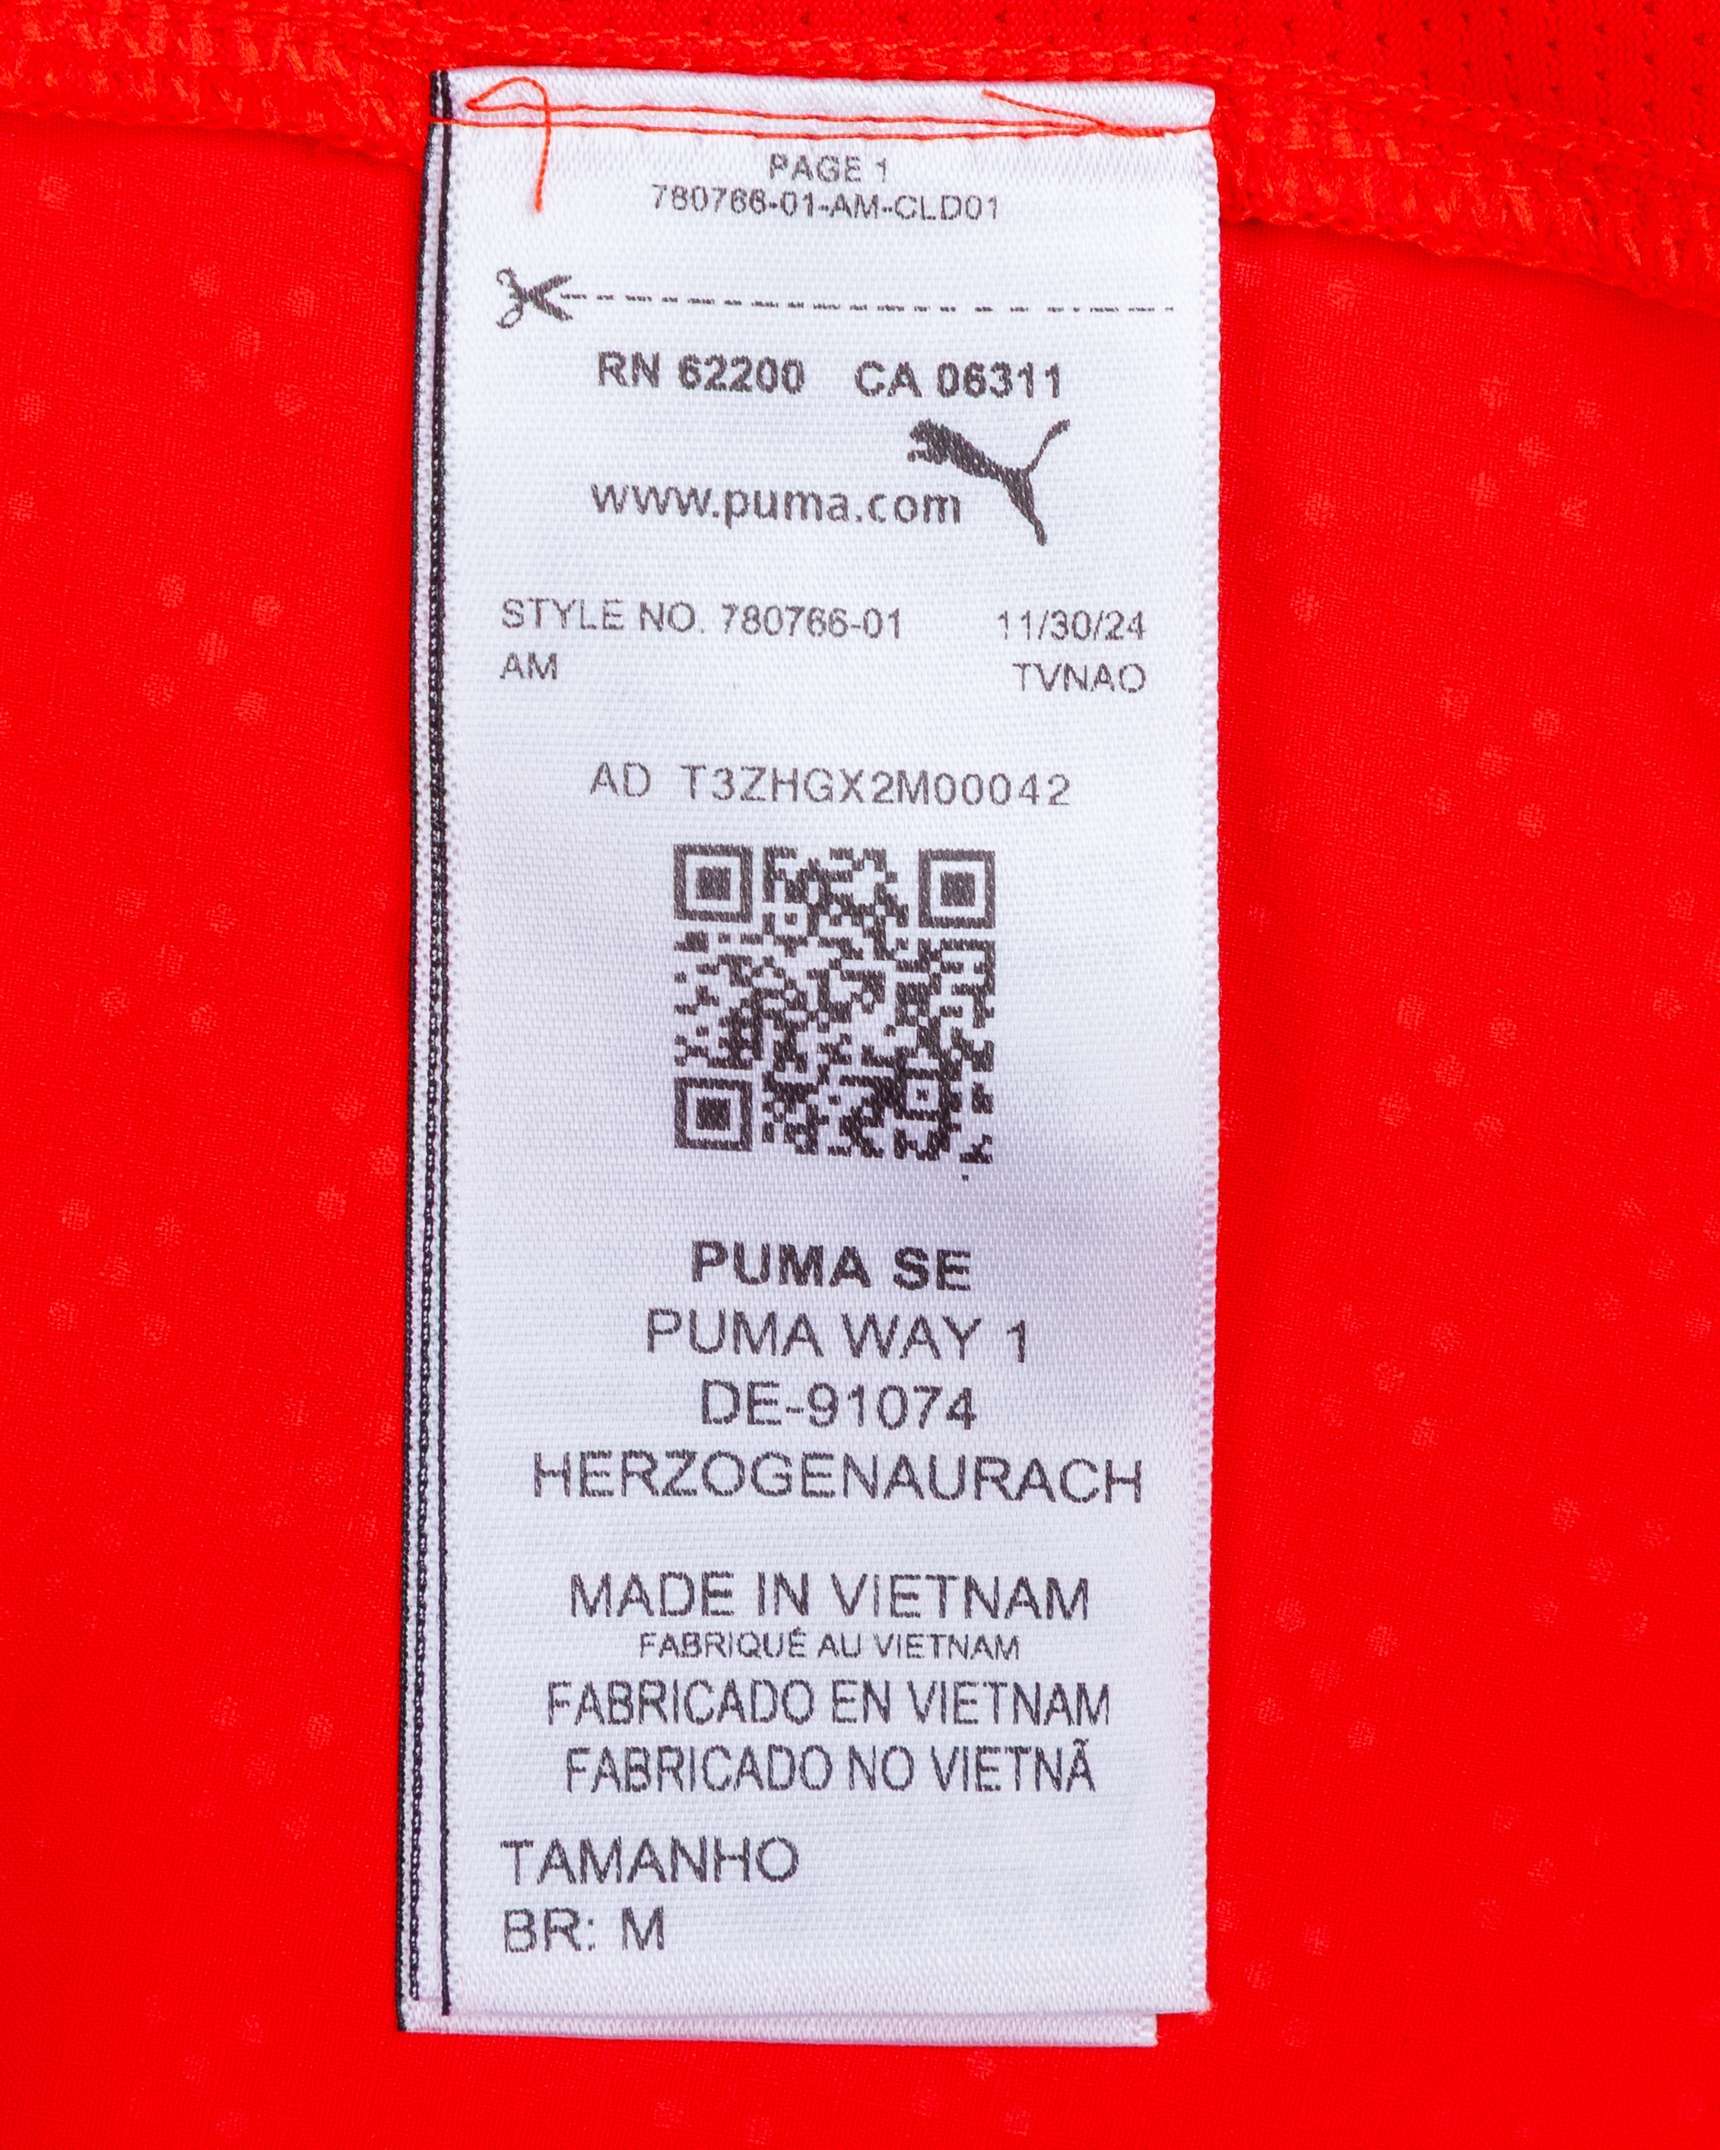 PAGE 1
780766-01-AM-CLD01
RN 62200 CA 06311
www.puma.com
STYLE NO. 780766-01 11/30/24
AM TVNAO
AD T3ZHGX2M00042
PUMA SE
PUMA WAY 1
DE-91074
HERZOGENAURACH
MADE IN VIETNAM
FABRIQUÉ AU VIETNAM
FABRICADO EN VIETNAM
FABRICADO NO VIETNÃ
TAMANHO
BR: M